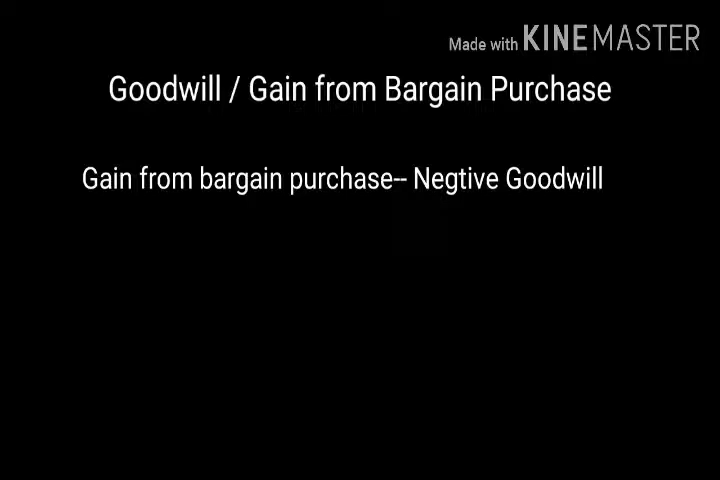 Made with KINEMASTER
Goodwill / Gain from Bargain Purchase
Gain from bargain purchase-- Negtive Goodwill